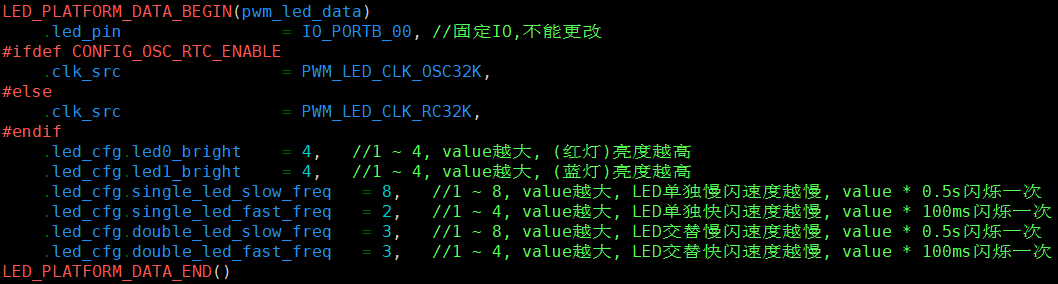 LED_PLATFORM_DATA_BEGIN(pwm_led_data)
    .led_pin                = IO_PORTB_00, //固定IO,不能更改
#ifdef CONFIG_OSC_RTC_ENABLE
    .clk_src                = PWM_LED_CLK_OSC32K,
#else
    .clk_src                = PWM_LED_CLK_RC32K,
#endif
    .led_cfg.led0_bright    = 4,   //1 ~ 4, value越大, (红灯)亮度越高
    .led_cfg.led1_bright    = 4,   //1 ~ 4, value越大, (蓝灯)亮度越高
    .led_cfg.single_led_slow_freq   = 8,   //1 ~ 8, value越大, LED单独慢闪速度越慢, value * 0.5s闪烁一次
    .led_cfg.single_led_fast_freq   = 2,   //1 ~ 4, value越大, LED单独快闪速度越慢, value * 100ms闪烁一次
    .led_cfg.double_led_slow_freq   = 3,   //1 ~ 8, value越大, LED交替慢闪速度越慢, value * 0.5s闪烁一次
    .led_cfg.double_led_fast_freq   = 3,   //1 ~ 4, value越大, LED交替快闪速度越慢, value * 100ms闪烁一次
LED_PLATFORM_DATA_END()